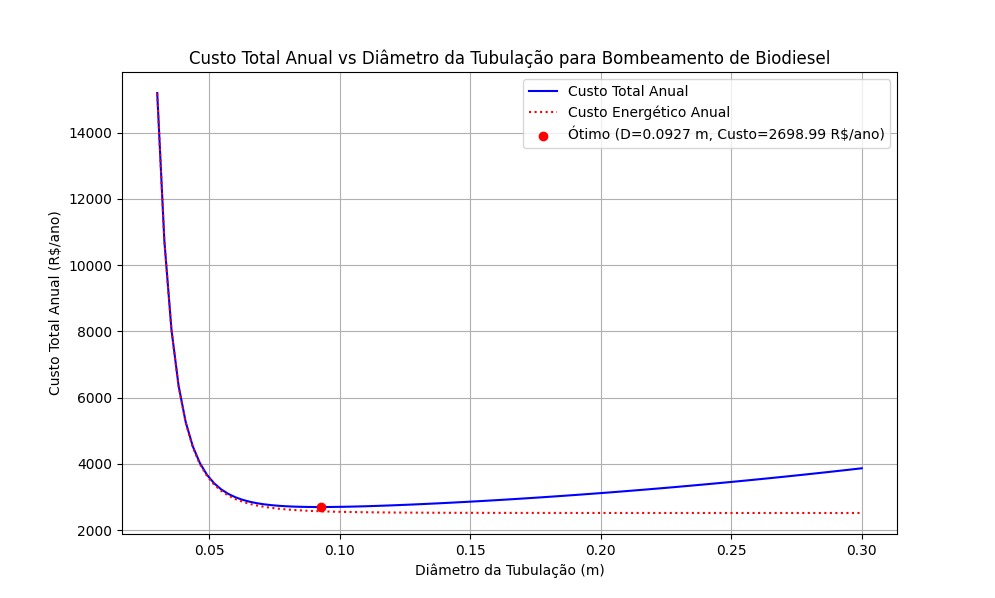 Custo Total Anual vs Diâmetro da Tubulação para Bombeamento de Biodiesel
Custo Total Anual
Custo Energético Anual
Ótimo (D=0.0927 m, Custo=2698.99 R$/ano)
Custo Total Anual (R$/ano)
14000
12000
10000
8000
6000
4000
2000
0.05 0.10 0.15 0.20 0.25 0.30
Diâmetro da Tubulação (m)